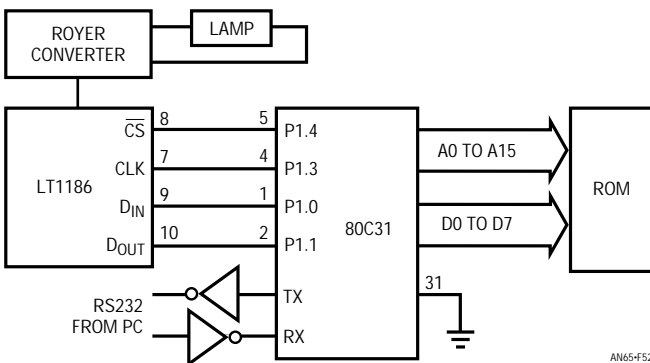 ROYER
CONVERTER
LAMP
LT1186
CS
CLK
DIN
DOUT
8
7
9
10
5
4
1
2
P1.4
P1.3
P1.0
P1.1
80C31
TX
RX
31
A0 TO A15
D0 TO D7
ROM
RS232
FROM PC
AN65•F52